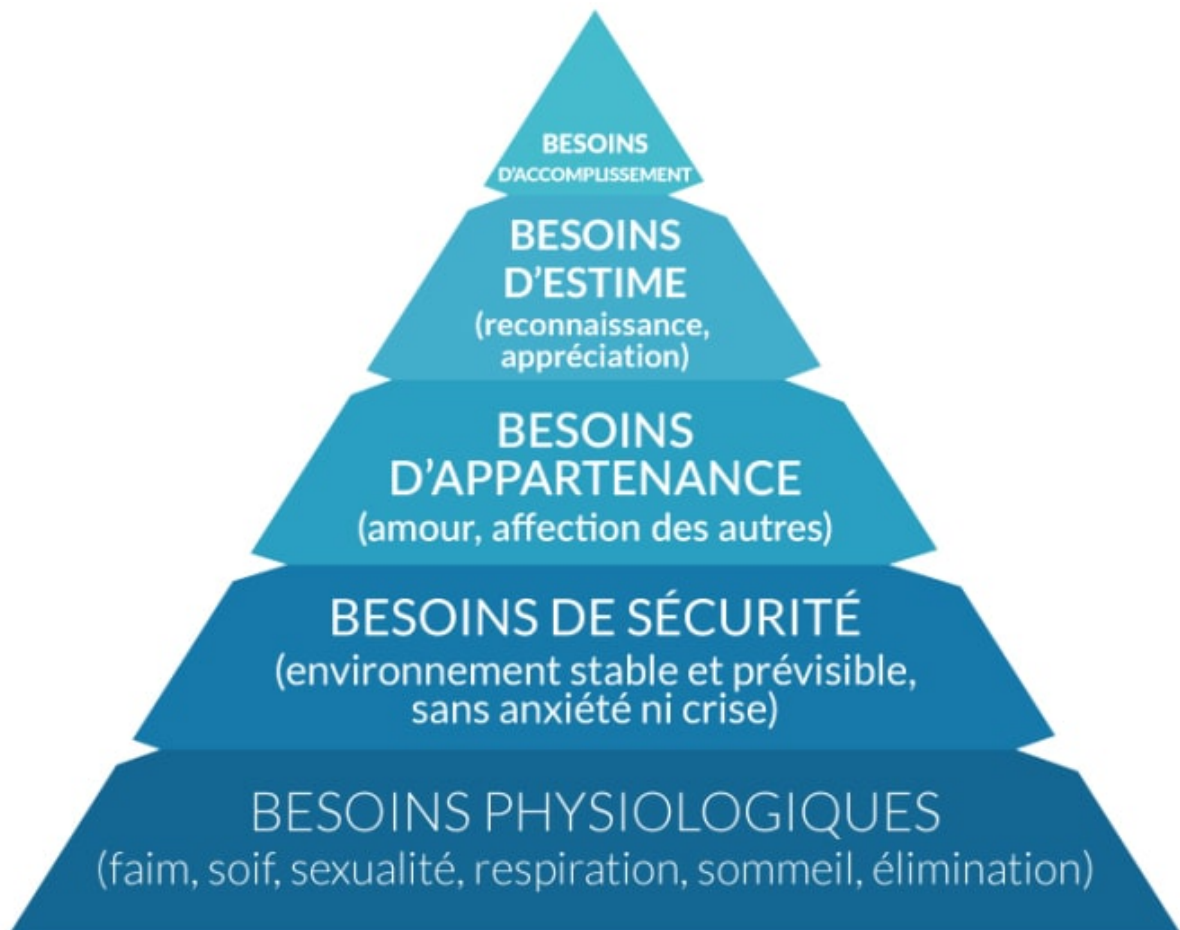 BESOINS
D'ACCOMPLISSEMENT
BESOINS
D'ESTIME
(reconnaissance,
appréciation)
BESOINS
D'APPARTENANCE
(amour, affection des autres)
BESOINS DE SÉCURITÉ
(environnement stable et prévisible,
sans anxiété ni crise)
BESOINS PHYSIOLOGIQUES
(faim, soif, sexualité, respiration, sommeil, élimination)